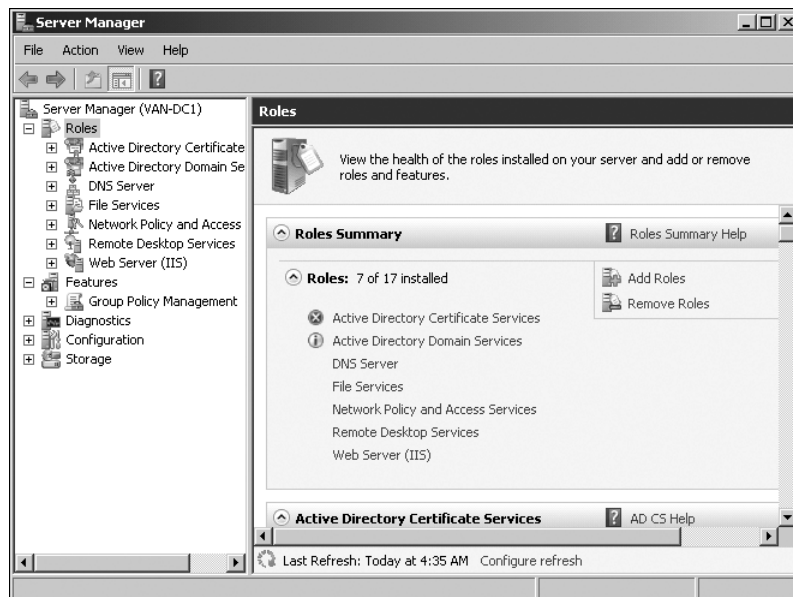 Server Manager
File Action View Help
Server Manager (VAN-DC1)
Roles
Active Directory Certificate
Active Directory Domain Se
DNS Server
File Services
Network Policy and Access
Remote Desktop Services
Web Server (IIS)
Features
Group Policy Management
Diagnostics
Configuration
Storage
Roles
View the health of the roles installed on your server and add or remove
roles and features.
Roles Summary
Roles Summary Help
Roles: 7 of 17 installed
Add Roles
Remove Roles
Active Directory Certificate Services
Active Directory Domain Services
DNS Server
File Services
Network Policy and Access Services
Remote Desktop Services
Web Server (IIS)
Active Directory Certificate Services
AD CS Help
Last Refresh: Today at 4:35 AM Configure refresh